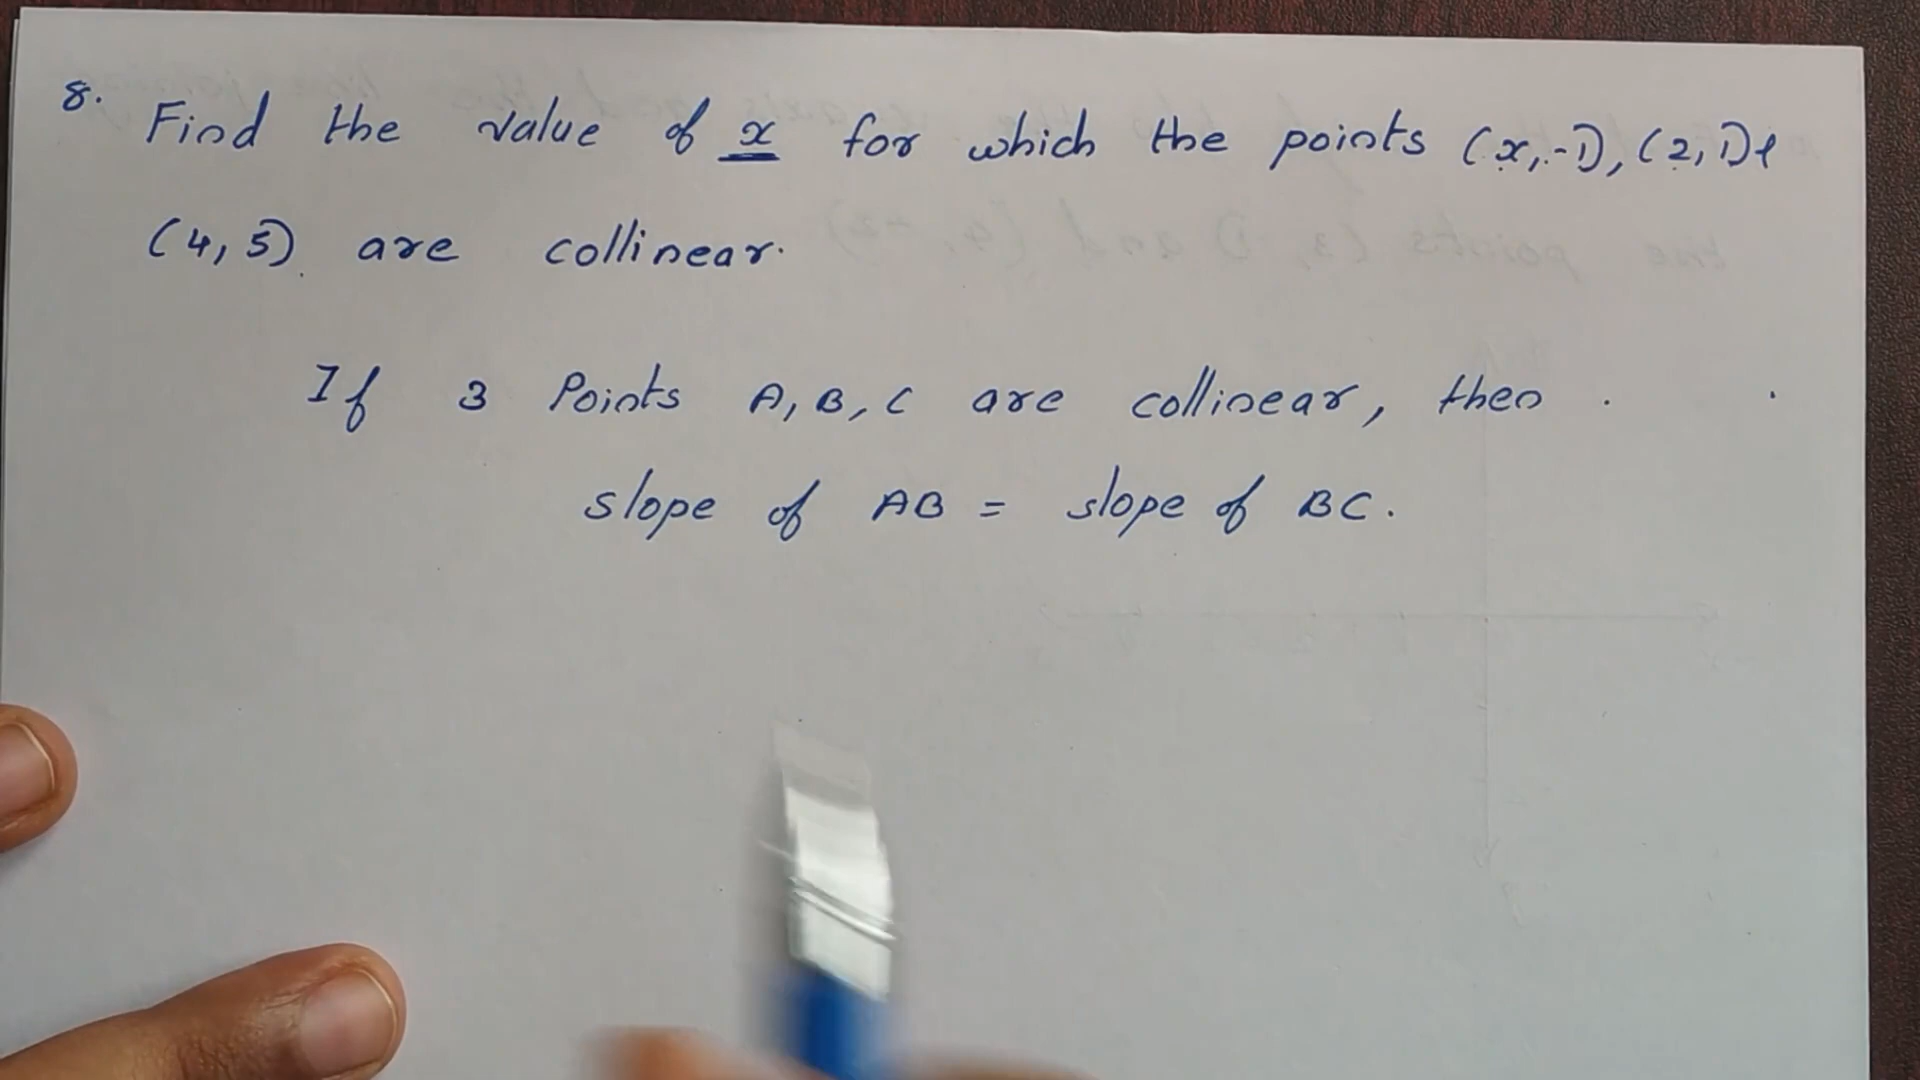 8. Find the value of x for which the points (x,-1), (2,1) &
(4,5) are collinear.
If 3 Points A, B, C are collinear, then
slope of AB = slope of BC.